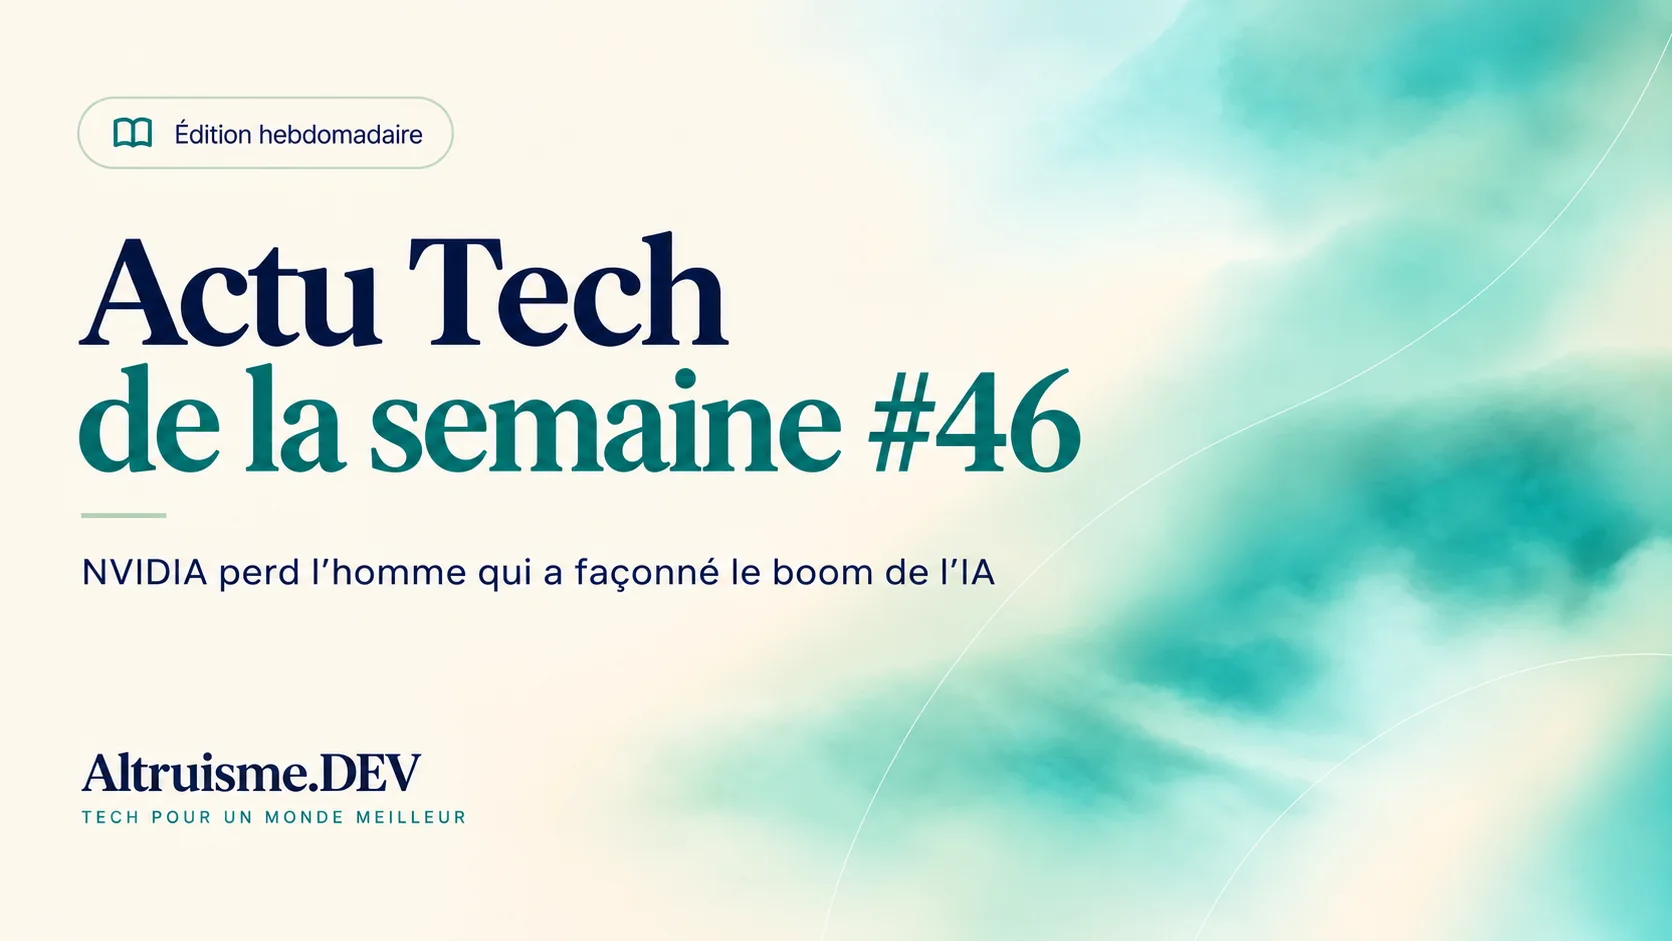 Édition hebdomadaire
Actu Tech
de la semaine #46
NVIDIA perd l’homme qui a façonné le boom de l’IA
Altruisme.DEV
TECH POUR UN MONDE MEILLEUR